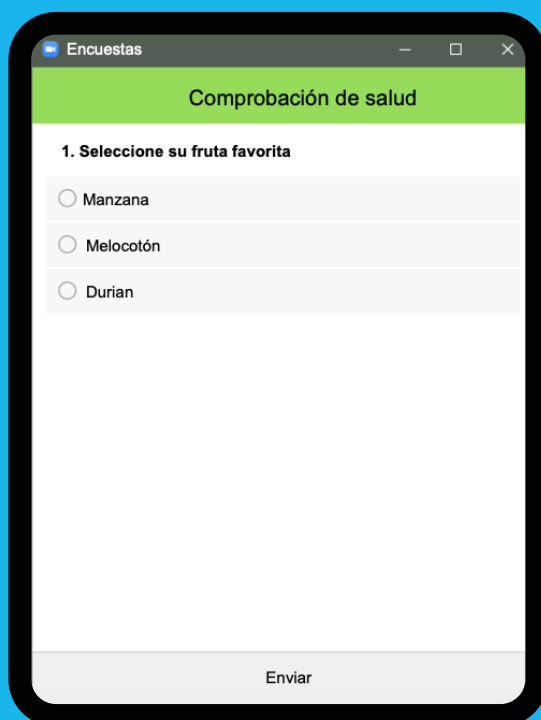 Encuestas
Comprobación de salud
1. Seleccione su fruta favorita
Manzana
Melocotón
Durian
Enviar